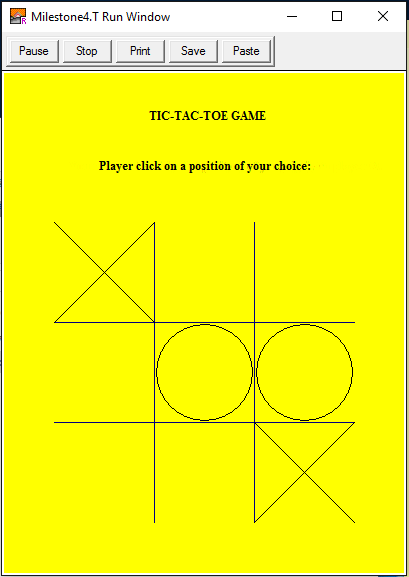 Milestone4.T Run Window
Pause Stop Print Save Paste
TIC-TAC-TOE GAME
Player click on a position of your choice: